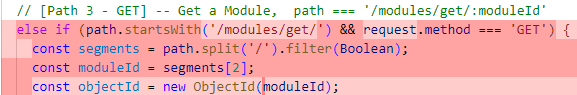 // [Path 3 - GET] -- Get a Module,  path === '/modules/get/:moduleId'
else if (path.startsWith('/modules/get/') && request.method === 'GET') {
const segments = path.split('/').filter(Boolean);
const moduleId = segments[2];
const objectId = new ObjectId(moduleId);